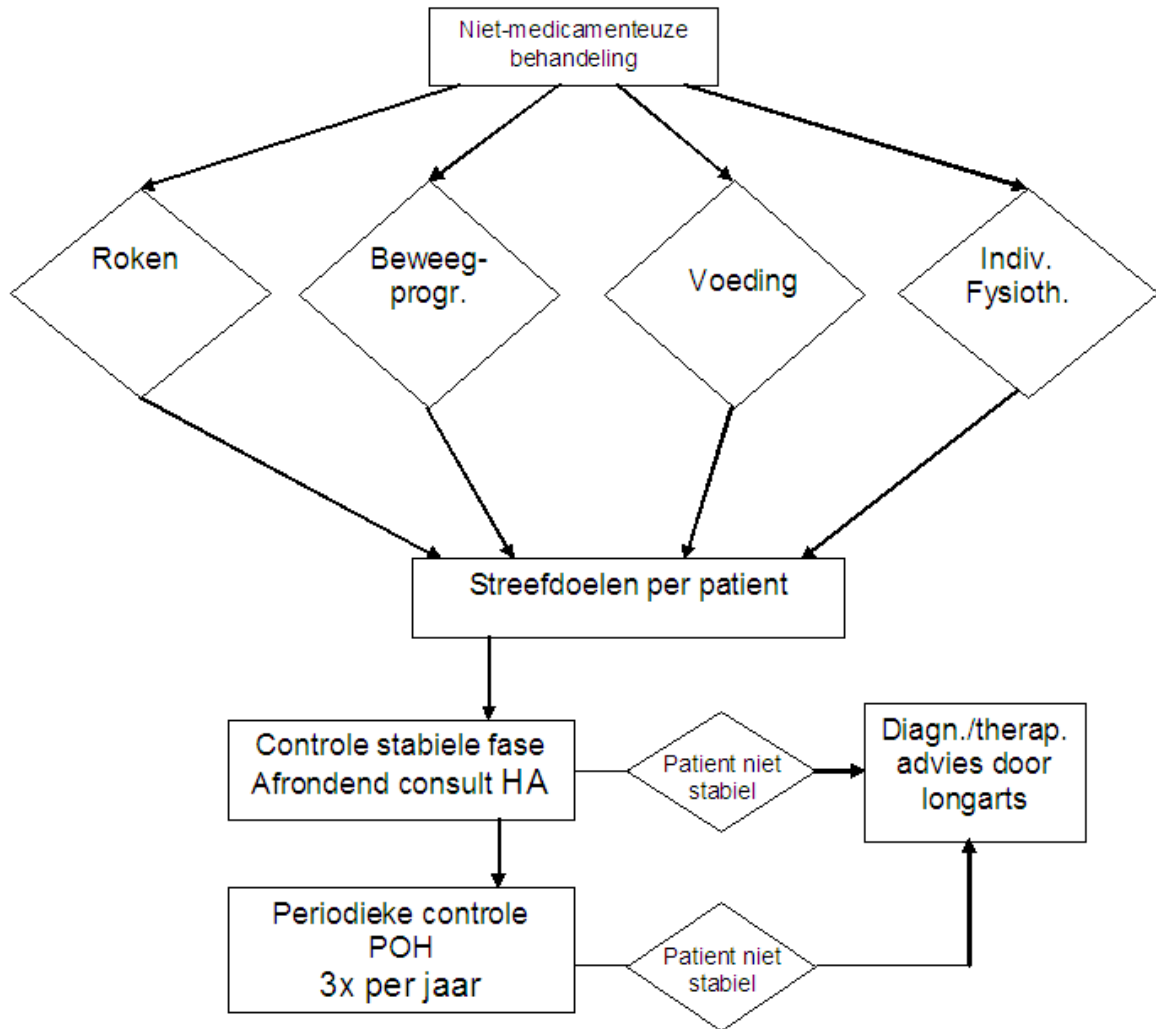 Niet-medicamenteuze
behandeling
Roken
Beweeg-
progr.
Voeding
Indiv.
Fysioth.
Streefdoelen per patient
Controle stabiele fase
Afrondend consult HA
Patient niet
stabiel
Diagn./therap.
advies door
longarts
Periodieke controle
POH
3x per jaar
Patient niet
stabiel